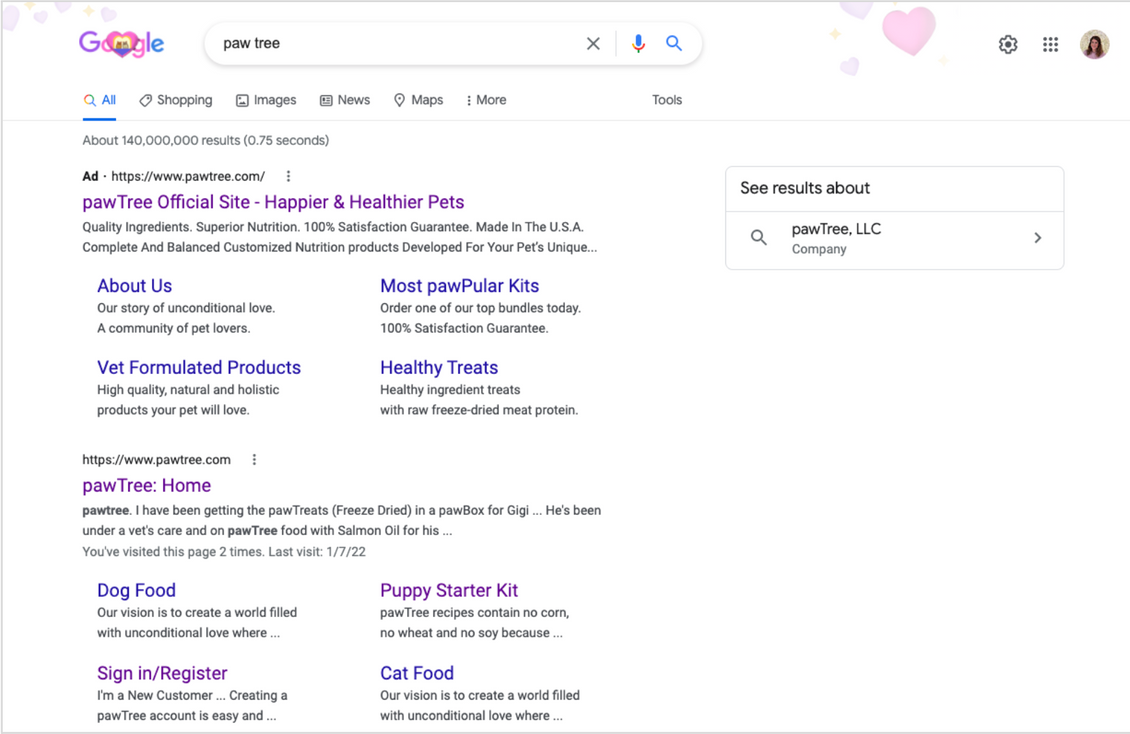 Google
paw tree
All
Shopping
Images
News
Maps
More
Tools
About 140,000,000 results (0.75 seconds)
Ad · https://www.pawtree.com/
pawTree Official Site - Happier & Healthier Pets
Quality Ingredients. Superior Nutrition. 100% Satisfaction Guarantee. Made In The U.S.A.
Complete And Balanced Customized Nutrition products Developed For Your Pet's Unique...
About Us
Our story of unconditional love.
A community of pet lovers.
Most pawPular Kits
Order one of our top bundles today.
100% Satisfaction Guarantee.
Vet Formulated Products
High quality, natural and holistic
products your pet will love.
Healthy Treats
Healthy ingredient treats
with raw freeze-dried meat protein.
https://www.pawtree.com
pawTree: Home
pawtree. I have been getting the pawTreats (Freeze Dried) in a pawBox for Gigi ... He's been
under a vet's care and on pawTree food with Salmon Oil for his ...
You've visited this page 2 times. Last visit: 1/7/22
Dog Food
Our vision is to create a world filled
with unconditional love where ...
Puppy Starter Kit
pawTree recipes contain no corn,
no wheat and no soy because ...
Sign in/Register
I'm a New Customer ... Creating a
pawTree account is easy and ...
Cat Food
Our vision is to create a world filled
with unconditional love where ...
See results about
pawTree, LLC
Company